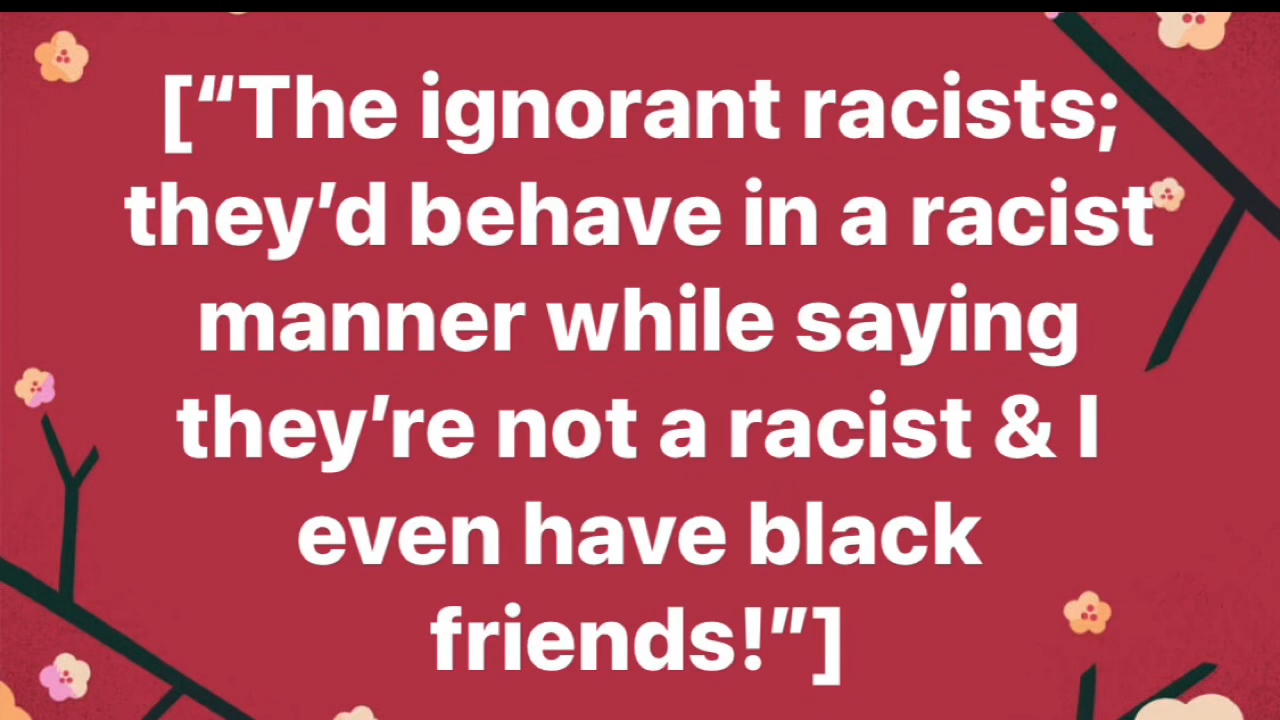 [“The ignorant racists;
they’d behave in a racist
manner while saying
they’re not a racist & I
even have black
friends!”]